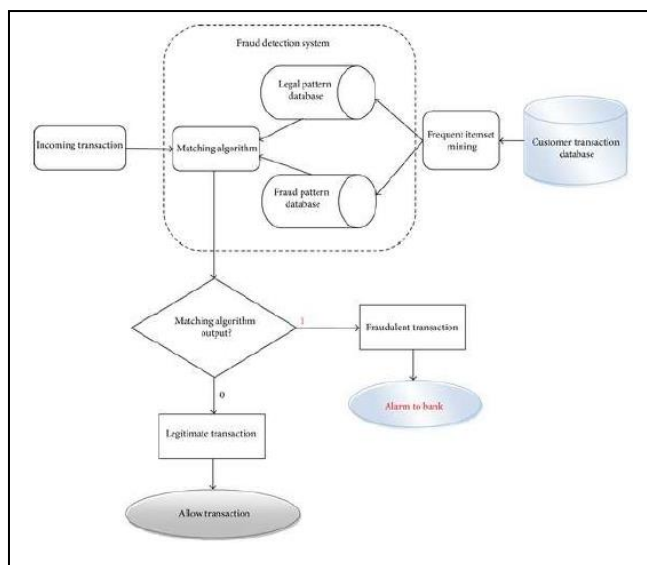 Fraud detection system
Legal pattern
database
Incoming transaction
Matching algorithm
Frequent itemset
mining
Customer transaction
database
Fraud pattern
database
Matching algorithm
output?
1
Fraudulent transaction
0
Alarm to bank
Legitimate transaction
Allow transaction